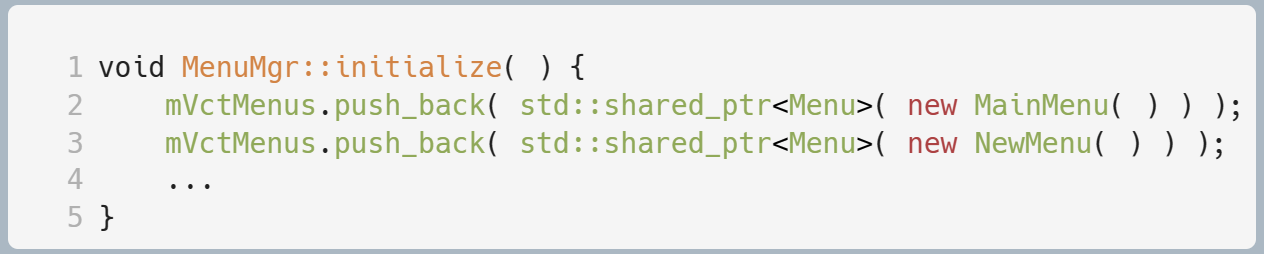 1 void MenuMgr::initialize( ) {
2     mVctMenus.push_back( std::shared_ptr<Menu>( new MainMenu( ) ) );
3     mVctMenus.push_back( std::shared_ptr<Menu>( new NewMenu( ) ) );
4     ...
5 }